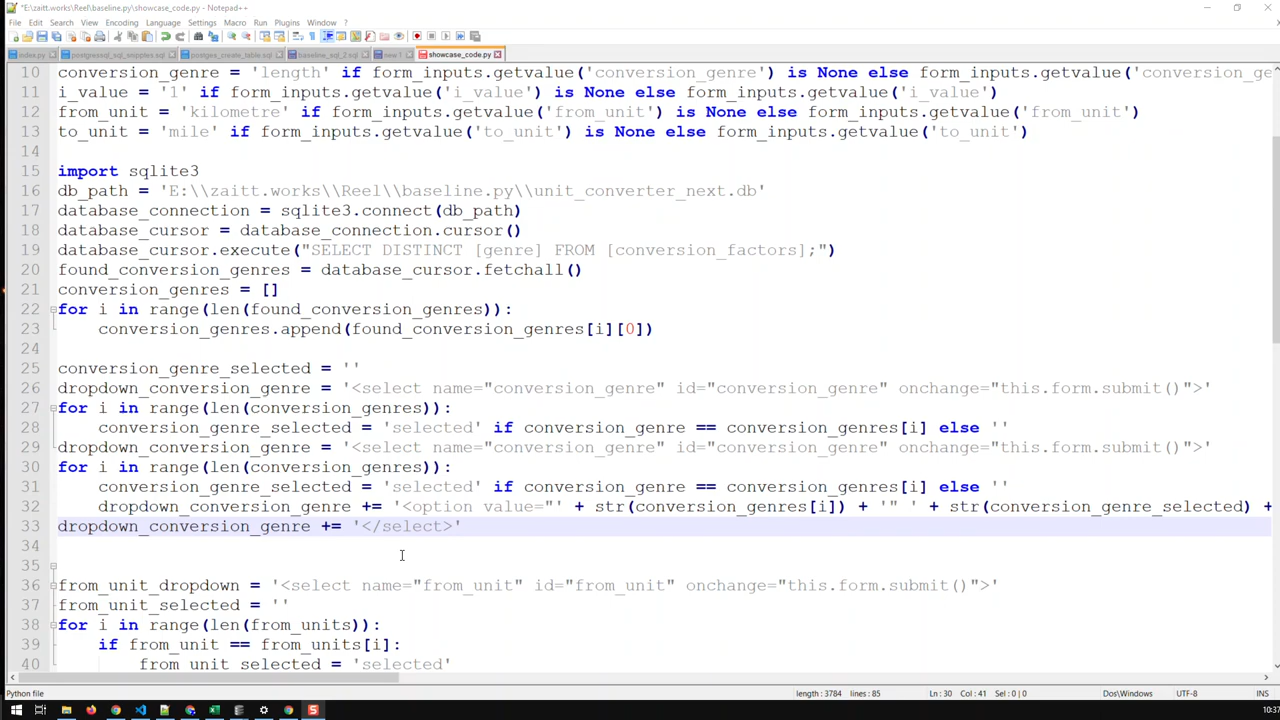 *E:\zaitt.works\Reel\baseline.py\showcase_code.py - Notepad++
File Edit Search View Encoding Language Settings Macro Run Plugins Window ?
index.py postgressql_sql_snipples.sql postges_create_table.sql baseline_sql_2.sql new 1 showcase_code.py
10 conversion_genre = 'length' if form_inputs.getvalue('conversion_genre') is None else form_inputs.getvalue('conversion_ge
11 i_value = '1' if form_inputs.getvalue('i_value') is None else form_inputs.getvalue('i_value')
12 from_unit = 'kilometre' if form_inputs.getvalue('from_unit') is None else form_inputs.getvalue('from_unit')
13 to_unit = 'mile' if form_inputs.getvalue('to_unit') is None else form_inputs.getvalue('to_unit')
14
15 import sqlite3
16 db_path = 'E:\\zaitt.works\\Reel\\baseline.py\\unit_converter_next.db'
17 database_connection = sqlite3.connect(db_path)
18 database_cursor = database_connection.cursor()
19 database_cursor.execute("SELECT DISTINCT [genre] FROM [conversion_factors];")
20 found_conversion_genres = database_cursor.fetchall()
21 conversion_genres = []
22 for i in range(len(found_conversion_genres)):
23 conversion_genres.append(found_conversion_genres[i][0])
24
25 conversion_genre_selected = ''
26 dropdown_conversion_genre = '<select name="conversion_genre" id="conversion_genre" onchange="this.form.submit()">'
27 for i in range(len(conversion_genres)):
28 conversion_genre_selected = 'selected' if conversion_genre == conversion_genres[i] else ''
29 dropdown_conversion_genre = '<select name="conversion_genre" id="conversion_genre" onchange="this.form.submit()">'
30 for i in range(len(conversion_genres)):
31 conversion_genre_selected = 'selected' if conversion_genre == conversion_genres[i] else ''
32 dropdown_conversion_genre += '<option value="' + str(conversion_genres[i]) + '" ' + str(conversion_genre_selected) +
33 dropdown_conversion_genre += '</select>'
34
35
36 from_unit_dropdown = '<select name="from_unit" id="from_unit" onchange="this.form.submit()">'
37 from_unit_selected = ''
38 for i in range(len(from_units)):
39 if from_unit == from_units[i]:
40 from_unit_selected = 'selected'
Python file length : 3784 lines : 85 Ln : 30 Col : 41 Sel : 0 | 0 Dos\Windows UTF-8 INS